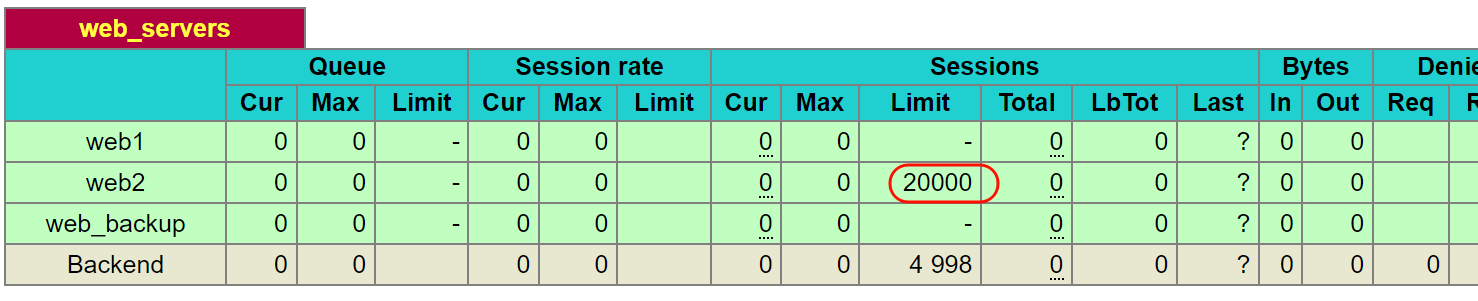 web_servers
Queue Session rate Sessions Bytes Denie
Cur Max Limit Cur Max Limit Cur Max Limit Total LbTot Last In Out Req R
web1 0 0 - 0 0 0 0 - 0 0 ? 0 0
web2 0 0 - 0 0 0 0 20000 0 0 ? 0 0
web_backup 0 0 - 0 0 0 0 - 0 0 ? 0 0
Backend 0 0 0 0 0 0 4 998 0 0 ? 0 0 0